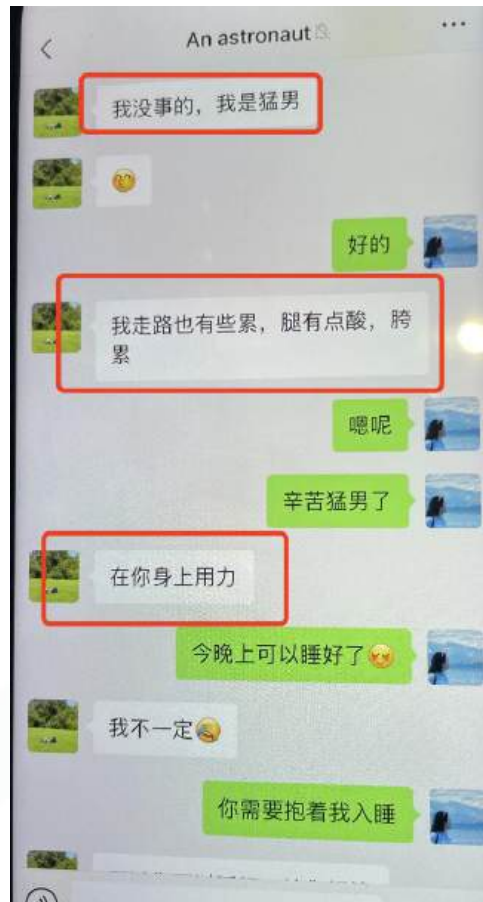 An astronaut
我没事的，我是猛男
好的
我走路也有些累，腿有点酸，胯
累
嗯呢
辛苦猛男了
在你身上用力
今晚上可以睡好了
我不一定
你需要抱着我入睡